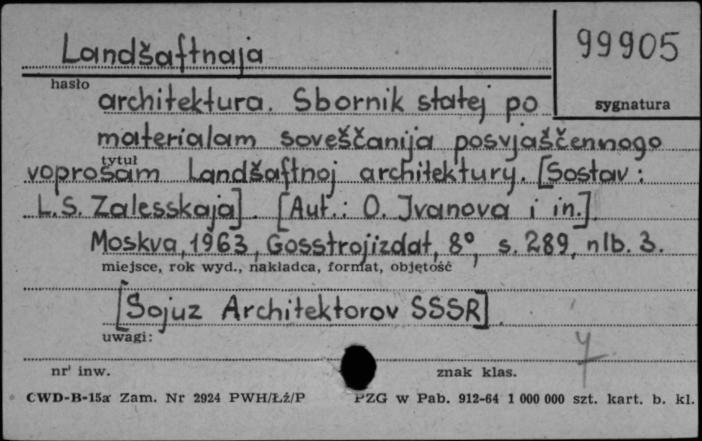 Landšaftnaja
99905
hasło
architektura. Sbornik statej po
sygnatura
materialam soveščanija posvjaščennogo
tytuł
voprosam landšaftnoj architektury. [Sostav:
L.S. Zalesskaja]. [Aut.: O. Ivanova i in.].
Moskva, 1963, Gosstrojizdat, 8°, s. 289, nlb. 3.
miejsce, rok wyd., nakładca, format, objętość
[Sojuz Architektorov SSSR]
uwagi:
nr inw.
znak klas.
CWD-B-15a Zam. Nr 2924 PWH/Łź/P
PZG w Pab. 912-64 1 000 000 szt. kart. b. kl.